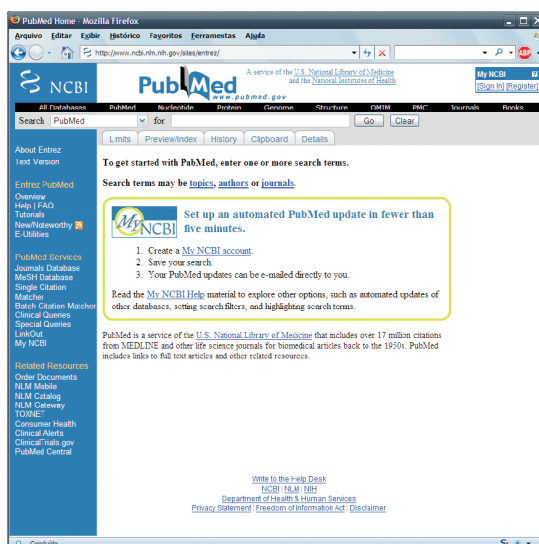 PubMed Home - Mozilla Firefox
Arquivo Editar Exibir Histórico Favoritos Ferramentas Ajuda
http://www.ncbi.nlm.nih.gov/sites/entrez/
ABP
NCBI
PubMed
www.pubmed.gov
A service of the U.S. National Library of Medicine
and the National Institutes of Health
My NCBI
[Sign In] [Register]
All Databases PubMed Nucleotide Protein Genome Structure OMIM PMC Journals Books
Search PubMed for Go Clear
Limits Preview/Index History Clipboard Details
About Entrez
Text Version
Entrez PubMed
Overview
Help | FAQ
Tutorials
New/Noteworthy
E-Utilities
PubMed Services
Journals Database
MeSH Database
Single Citation
Matcher
Batch Citation Matcher
Clinical Queries
Special Queries
LinkOut
My NCBI
Related Resources
Order Documents
NLM Mobile
NLM Catalog
NLM Gateway
TOXNET
Consumer Health
Clinical Alerts
ClinicalTrials.gov
PubMed Central
To get started with PubMed, enter one or more search terms.
Search terms may be topics, authors or journals.
My NCBI
Set up an automated PubMed update in fewer than
five minutes.
1. Create a My NCBI account.
2. Save your search.
3. Your PubMed updates can be e-mailed directly to you.
Read the My NCBI Help material to explore other options, such as automated updates of
other databases, setting search filters, and highlighting search terms.
PubMed is a service of the U.S. National Library of Medicine that includes over 17 million citations
from MEDLINE and other life science journals for biomedical articles back to the 1950s. PubMed
includes links to full text articles and other related resources.
Write to the Help Desk
NCBI | NLM | NIH
Department of Health & Human Services
Privacy Statement | Freedom of Information Act | Disclaimer
Concluído